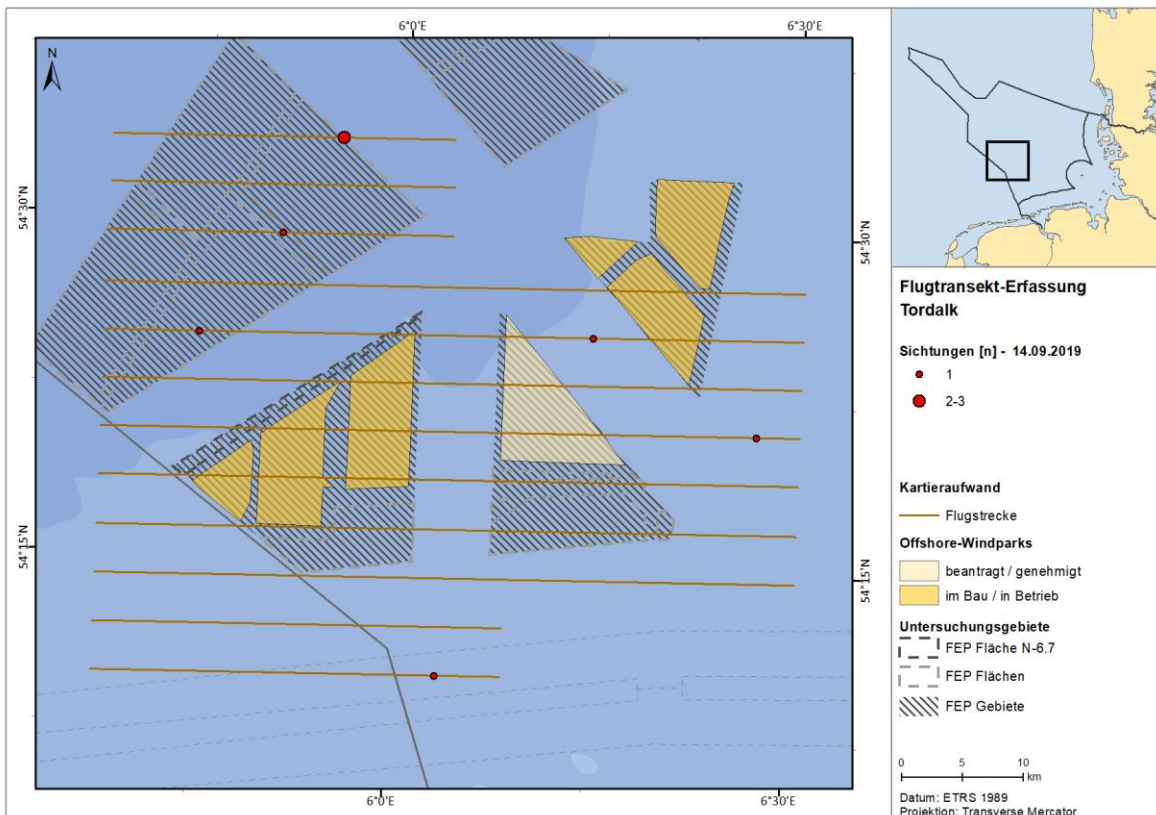 6°0'E
6°30'E
N
54°30'N
54°30'N
54°15'N
54°15'N
6°0'E
6°30'E
Flugtransekt-Erfassung
Tordalk
Sichtungen [n] - 14.09.2019
1
2-3
Kartieraufwand
Flugstrecke
Offshore-Windparks
beantragt / genehmigt
im Bau / in Betrieb
Untersuchungsgebiete
FEP Fläche N-6.7
FEP Flächen
FEP Gebiete
0 5 10
km
Datum: ETRS 1989
Projektion: Transverse Mercator